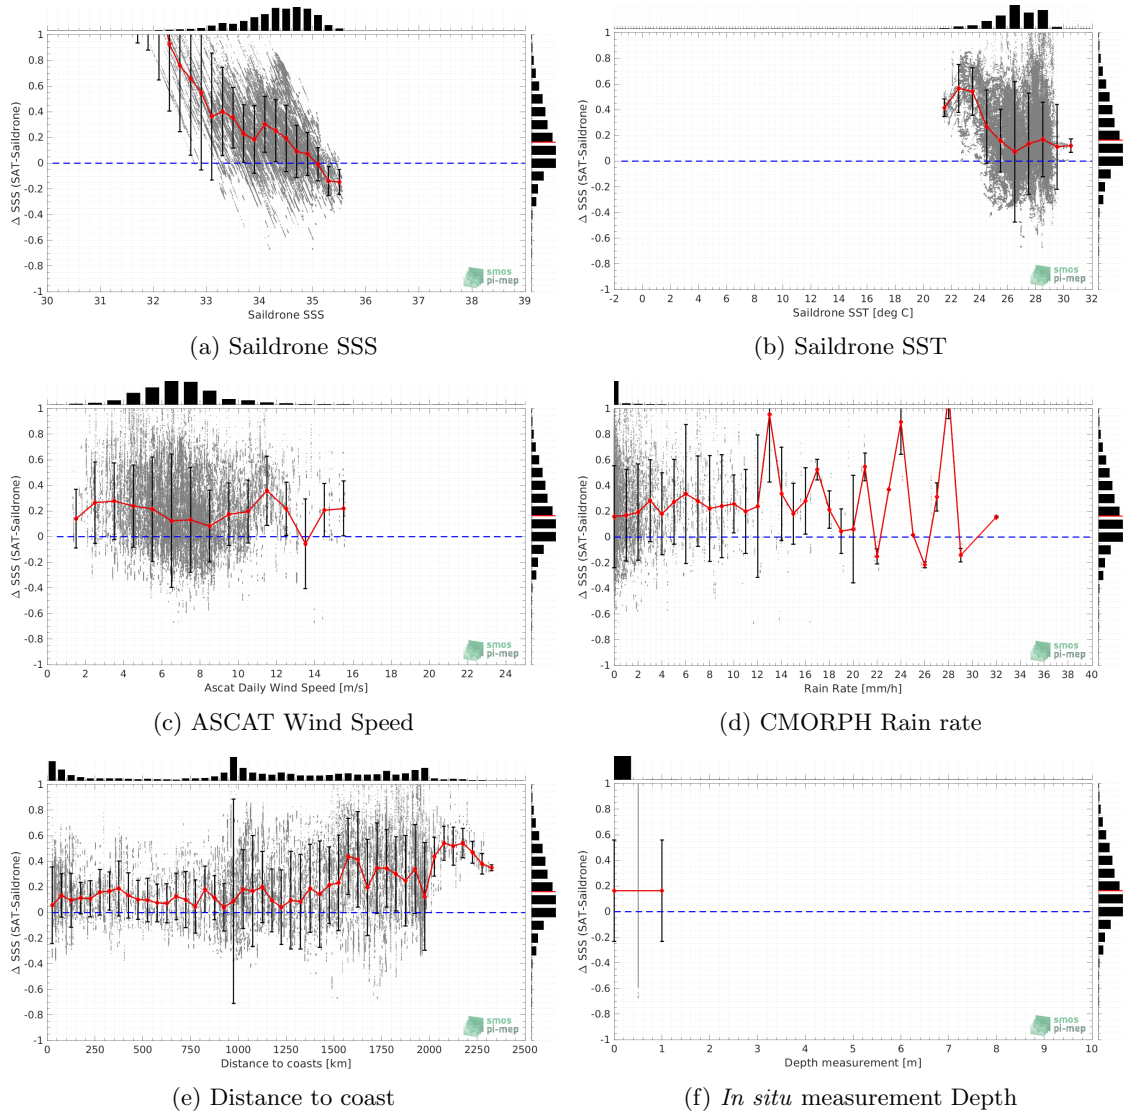 1
0.8
0.6
0.4
0.2
0
-0.2
-0.4
-0.6
-0.8
-1
Δ SSS (SAT-Saildrone)
30 31 32 33 34 35 36 37 38 39
Saildrone SSS
smos
pi-mep
(a) Saildrone SSS
1
0.8
0.6
0.4
0.2
0
-0.2
-0.4
-0.6
-0.8
-1
Δ SSS (SAT-Saildrone)
-2 0 2 4 6 8 10 12 14 16 18 20 22 24 26 28 30 32
Saildrone SST [deg C]
smos
pi-mep
(b) Saildrone SST
1
0.8
0.6
0.4
0.2
0
-0.2
-0.4
-0.6
-0.8
-1
Δ SSS (SAT-Saildrone)
0 2 4 6 8 10 12 14 16 18 20 22 24
Ascat Daily Wind Speed [m/s]
smos
pi-mep
(c) ASCAT Wind Speed
1
0.8
0.6
0.4
0.2
0
-0.2
-0.4
-0.6
-0.8
-1
Δ SSS (SAT-Saildrone)
0 2 4 6 8 10 12 14 16 18 20 22 24 26 28 30 32 34 36 38 40
Rain Rate [mm/h]
smos
pi-mep
(d) CMORPH Rain rate
1
0.8
0.6
0.4
0.2
0
-0.2
-0.4
-0.6
-0.8
-1
Δ SSS (SAT-Saildrone)
0 250 500 750 1000 1250 1500 1750 2000 2250 2500
Distance to coasts [km]
smos
pi-mep
(e) Distance to coast
1
0.8
0.6
0.4
0.2
0
-0.2
-0.4
-0.6
-0.8
-1
Δ SSS (SAT-Saildrone)
0 1 2 3 4 5 6 7 8 9 10
Depth measurement [m]
smos
pi-mep
(f) In situ measurement Depth